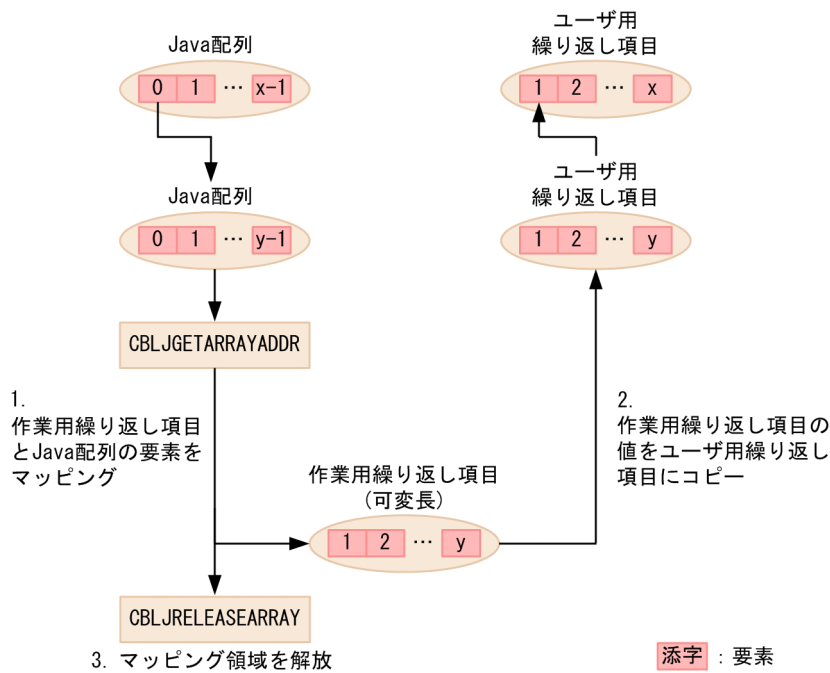 Java配列
0 1 … x-1
ユーザ用
繰り返し項目
1 2 … x
Java配列
0 1 … y-1
ユーザ用
繰り返し項目
1 2 … y
CBLJGETARRAYADDR
1.
作業用繰り返し項目
とJava配列の要素を
マッピング
2.
作業用繰り返し項目の
値をユーザ用繰り返し
項目にコピー
作業用繰り返し項目
(可変長)
1 2 … y
CBLJRELEASEARRAY
3. マッピング領域を解放
添字 : 要素